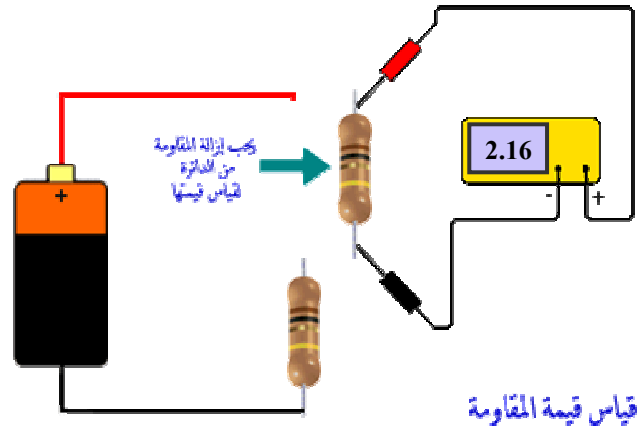 يجب إزالة المقاومة
من الدائرة
لقياس قيمتها
2.16
- +
+
قياس قيمة المقاومة